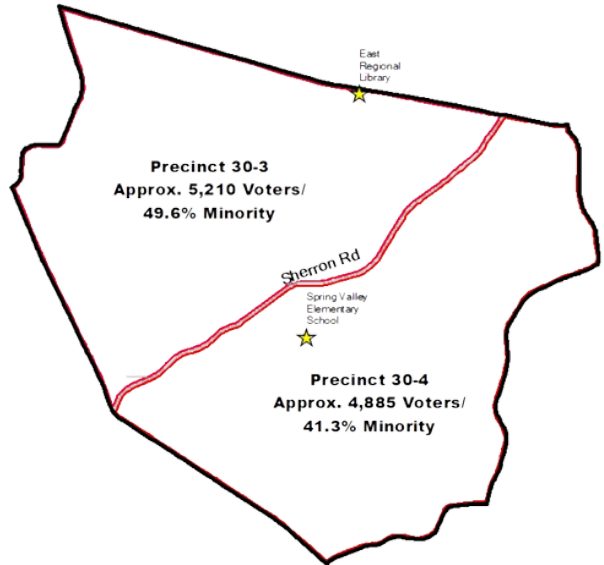 East
Regional
Library
Precinct 30-3
Approx. 5,210 Voters/
49.6% Minority
Sherron Rd
Spring Valley
Elementary
School
Precinct 30-4
Approx. 4,885 Voters/
41.3% Minority